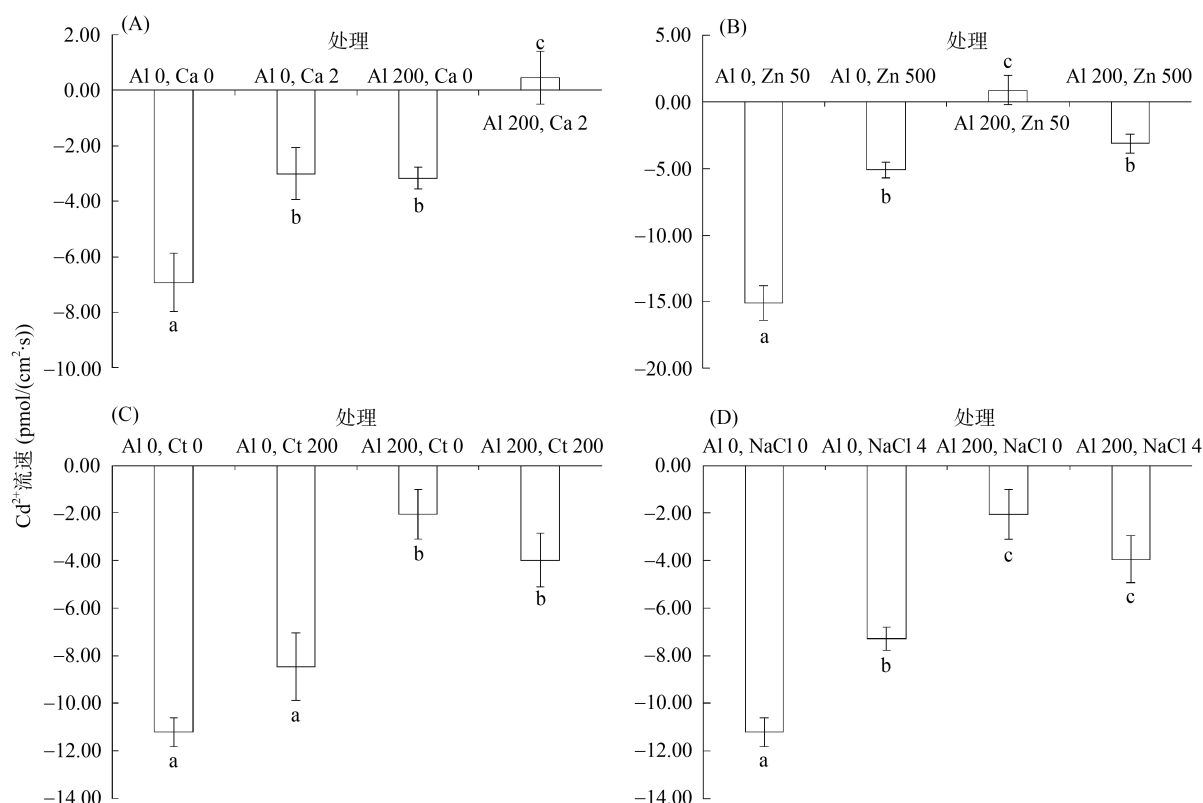 (A)
处理
Al 0, Ca 0 Al 0, Ca 2 Al 200, Ca 0
Al 200, Ca 2
2.00
0.00
−2.00
−4.00
−6.00
−8.00
−10.00
a
b
b
c
(B)
处理
Al 0, Zn 50 Al 0, Zn 500 Al 200, Zn 500
Al 200, Zn 50
5.00
0.00
−5.00
−10.00
−15.00
−20.00
a
b
c
b
Cd²⁺流速 (pmol/(cm²·s))
(C)
处理
Al 0, Ct 0 Al 0, Ct 200 Al 200, Ct 0 Al 200, Ct 200
0.00
−2.00
−4.00
−6.00
−8.00
−10.00
−12.00
−14.00
a
a
b
b
(D)
处理
Al 0, NaCl 0 Al 0, NaCl 4 Al 200, NaCl 0 Al 200, NaCl 4
0.00
−2.00
−4.00
−6.00
−8.00
−10.00
−12.00
−14.00
a
b
c
c